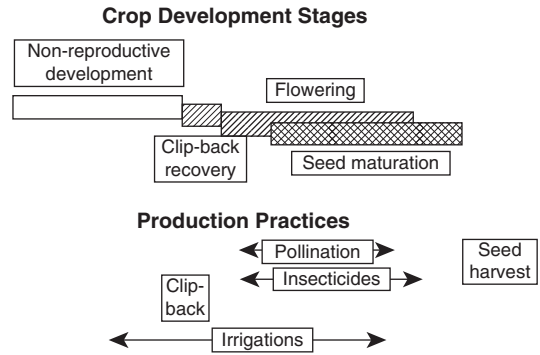 Crop Development Stages
Non-reproductive
development
Flowering
Clip-back
recovery
Seed maturation
Production Practices
Pollination
Seed
harvest
Insecticides
Clip-
back
Irrigations